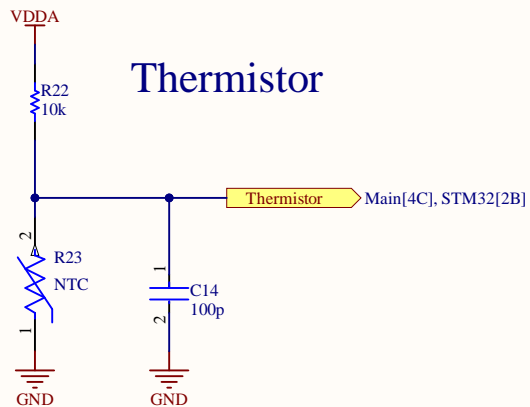 VDDA
Thermistor
R22
10k
Thermistor
Main[4C], STM32[2B]
2
R23
NTC
1
1
C14
100p
2
GND
GND